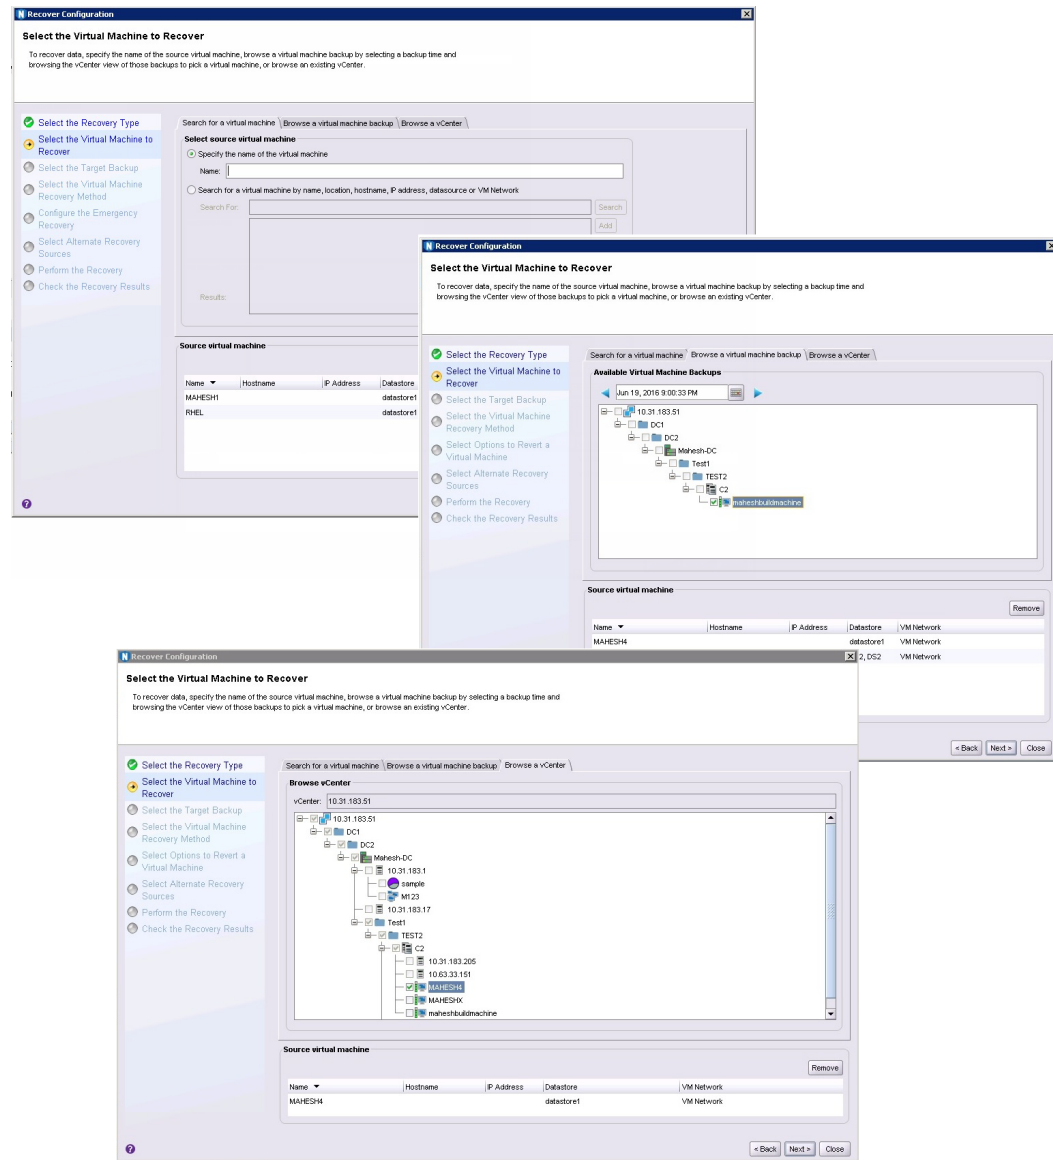 Recover Configuration
Select the Virtual Machine to Recover
To recover data, specify the name of the source virtual machine, browse a virtual machine backup by selecting a backup time and
browsing the vCenter view of those backups to pick a virtual machine, or browse an existing vCenter.
Select the Recovery Type
Select the Virtual Machine to
Recover
Select the Target Backup
Select the Virtual Machine
Recovery Method
Configure the Emergency
Recovery
Select Alternate Recovery
Sources
Perform the Recovery
Check the Recovery Results
Search for a virtual machine Browse a virtual machine backup Browse a vCenter
Select source virtual machine
Specify the name of the virtual machine
Name:
Search for a virtual machine by name, location, hostname, IP address, datasource or VM Network
Search For: Search
Add
Results:
Source virtual machine
Name Hostname IP Address Datastore
MAHESH1 datastore1
RHEL datastore1
Recover Configuration
Select the Virtual Machine to Recover
To recover data, specify the name of the source virtual machine, browse a virtual machine backup by selecting a backup time and
browsing the vCenter view of those backups to pick a virtual machine, or browse an existing vCenter.
Select the Recovery Type
Select the Virtual Machine to
Recover
Select the Target Backup
Select the Virtual Machine
Recovery Method
Select Options to Revert a
Virtual Machine
Select Alternate Recovery
Sources
Perform the Recovery
Check the Recovery Results
Search for a virtual machine Browse a virtual machine backup Browse a vCenter
Available Virtual Machine Backups
Jun 19, 2016 9:00:33 PM
10.31.183.51
DC1
DC2
Mahesh-DC
Test1
TEST2
C2
maheshbuildmachine
Source virtual machine
Remove
Name Hostname IP Address Datastore VM Network
MAHESH4 datastore1 VM Network
2, DS2 VM Network
< Back Next > Close
Recover Configuration
Select the Virtual Machine to Recover
To recover data, specify the name of the source virtual machine, browse a virtual machine backup by selecting a backup time and
browsing the vCenter view of those backups to pick a virtual machine, or browse an existing vCenter.
Select the Recovery Type
Select the Virtual Machine to
Recover
Select the Target Backup
Select the Virtual Machine
Recovery Method
Select Options to Revert a
Virtual Machine
Select Alternate Recovery
Sources
Perform the Recovery
Check the Recovery Results
Search for a virtual machine Browse a virtual machine backup Browse a vCenter
Browse vCenter
vCenter: 10.31.183.51
10.31.183.51
DC1
DC2
Mahesh-DC
10.31.183.1
sample
M123
10.31.183.17
Test1
TEST2
C2
10.31.183.205
10.63.33.151
MAHESH4
MAHESHX
maheshbuildmachine
Source virtual machine
Remove
Name Hostname IP Address Datastore VM Network
MAHESH4 datastore1 VM Network
< Back Next > Close